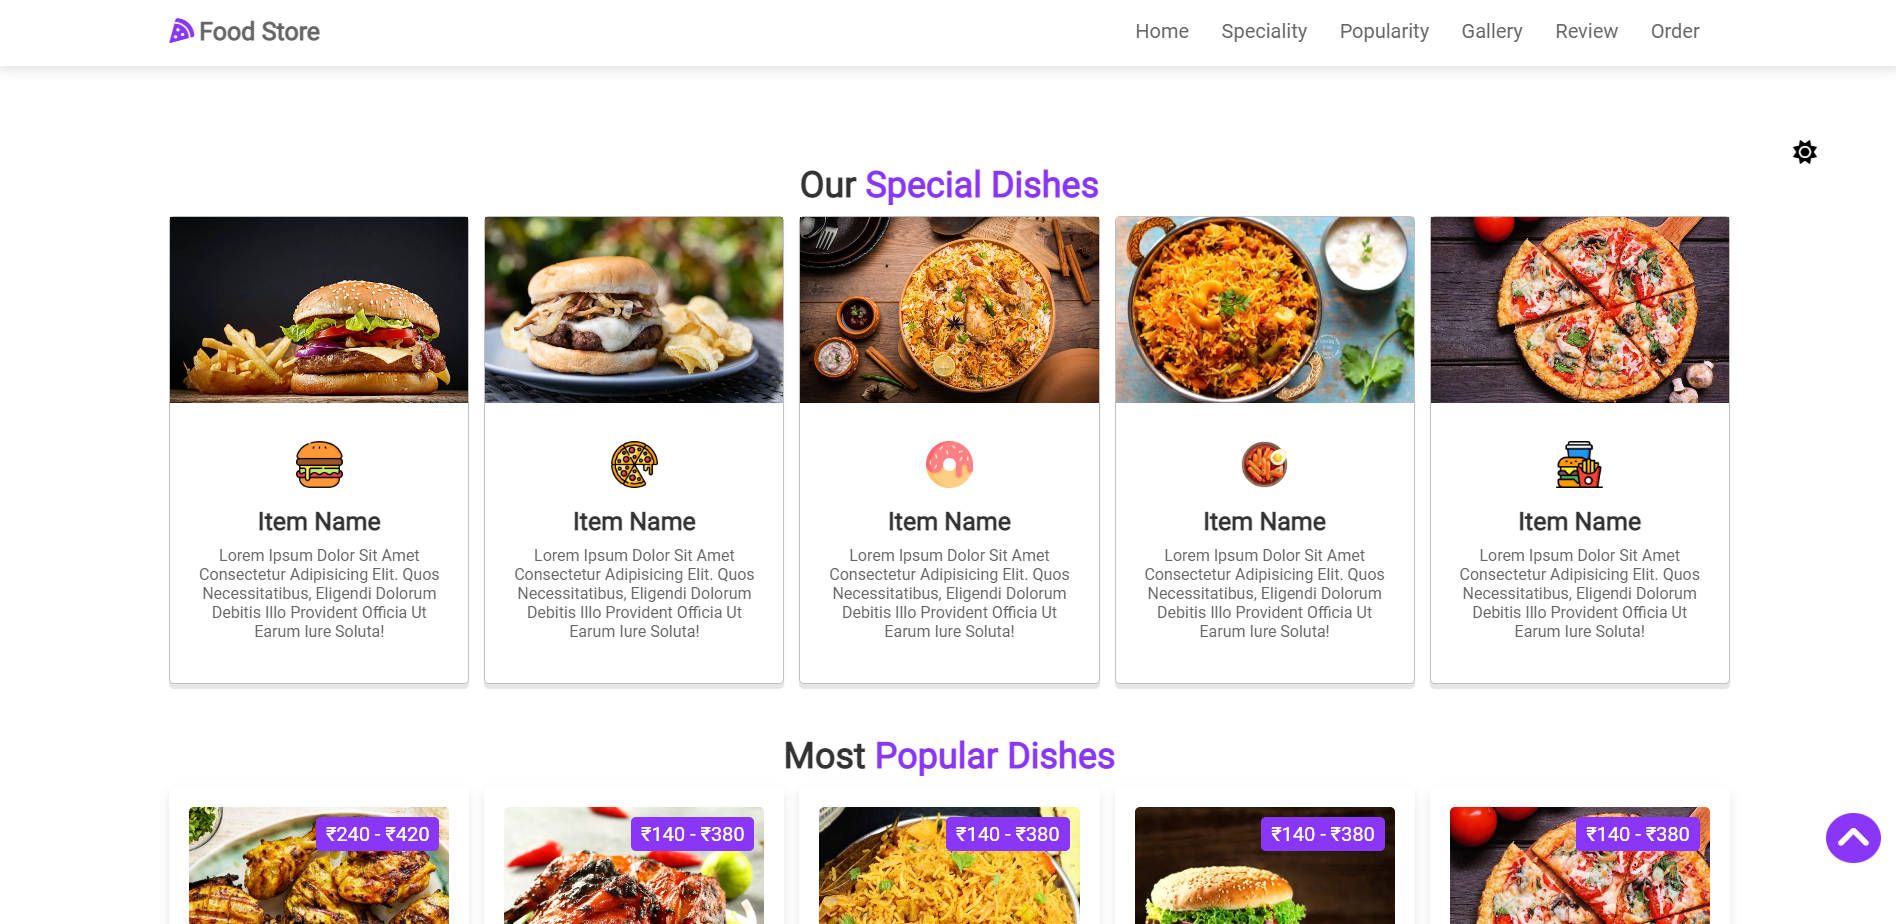 Food Store
Home Speciality Popularity Gallery Review Order
Our Special Dishes
Item Name
Lorem Ipsum Dolor Sit Amet
Consectetur Adipisicing Elit. Quos
Necessitatibus, Eligendi Dolorum
Debitis Illo Provident Officia Ut
Earum Iure Soluta!
Item Name
Lorem Ipsum Dolor Sit Amet
Consectetur Adipisicing Elit. Quos
Necessitatibus, Eligendi Dolorum
Debitis Illo Provident Officia Ut
Earum Iure Soluta!
Item Name
Lorem Ipsum Dolor Sit Amet
Consectetur Adipisicing Elit. Quos
Necessitatibus, Eligendi Dolorum
Debitis Illo Provident Officia Ut
Earum Iure Soluta!
Item Name
Lorem Ipsum Dolor Sit Amet
Consectetur Adipisicing Elit. Quos
Necessitatibus, Eligendi Dolorum
Debitis Illo Provident Officia Ut
Earum Iure Soluta!
Item Name
Lorem Ipsum Dolor Sit Amet
Consectetur Adipisicing Elit. Quos
Necessitatibus, Eligendi Dolorum
Debitis Illo Provident Officia Ut
Earum Iure Soluta!
Most Popular Dishes
₹240 - ₹420
₹140 - ₹380
₹140 - ₹380
₹140 - ₹380
₹140 - ₹380